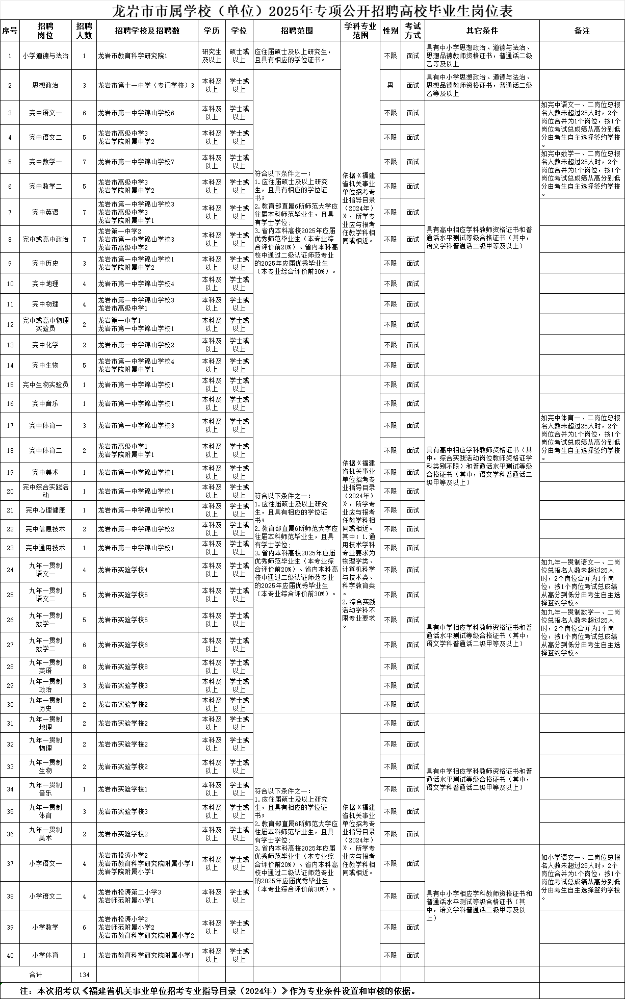 龙岩市市属学校（单位）2025年专项公开招聘高校毕业生岗位表
序号 招聘岗位 招聘人数 招聘学校及招聘数 学历 学位 招聘范围 学科专业范围 性别 考试方式 其它条件 备注
1 小学道德与法治 1 龙岩市教育科学研究院1 研究生及以上 硕士或以上 应往届硕士及以上研究生，且具有相应的学位证书。 不限 面试 具有中小学思想政治、道德与法治、思想品德教师资格证书，普通话二级乙等及以上
2 思想政治 3 龙岩市第十一中学（专门学校）3 本科及以上 学士或以上 男 面试 具有中小学思想政治、道德与法治、思想品德教师资格证书，普通话二级乙等及以上
3 完中语文一 6 龙岩市第一中学锦山学校6 本科及以上 学士或以上 不限 面试
如完中语文一、二岗位总报名人数未超过25人时，2个岗位合并为1个岗位，按1个岗位考试总成绩从高分到低分由考生自主选择签约学校。
4 完中语文二 5 龙岩市高级中学3 龙岩学院附属中学2 本科及以上 学士或以上 不限 面试
5 完中数学一 7 龙岩市第一中学锦山学校7 本科及以上 学士或以上 不限 面试
如完中数学一、二岗位总报名人数未超过25人时，2个岗位合并为1个岗位，按1个岗位考试总成绩从高分到低分由考生自主选择签约学校。
6 完中数学二 5 龙岩市高级中学3 龙岩学院附属中学2 本科及以上 学士或以上 不限 面试
符合以下条件之一：
1.应往届硕士及以上研究生，且具有相应的学位证书；
2.教育部直属6所师范大学应往届本科师范毕业生，且具有学士学位;
3.省内本科高校2025年应届优秀师范毕业生（本专业综合评价前20%）、省内本科高校中通过二级认证师范专业的2025年应届优秀毕业生（本专业综合评价前30%）。
依据《福建省机关事业单位招考专业指导目录（2024年）》，所学专业应与报考任教学科相同或相近。
7 完中英语 7 龙岩市第一中学锦山学校3 龙岩市高级中学3 龙岩学院附属中学1 本科及以上 学士或以上 不限 面试
具有高中相应学科教师资格证书和普通话水平测试等级合格证书（其中，语文学科普通话二级甲等及以上）
8 完中或高中政治 7 龙岩第一中学2 龙岩市第一中学锦山学校3 龙岩市高级中学2 本科及以上 学士或以上 不限 面试
9 完中历史 3 龙岩市第一中学锦山学校1 龙岩学院附属中学2 本科及以上 学士或以上 不限 面试
10 完中地理 4 龙岩市第一中学锦山学校4 本科及以上 学士或以上 不限 面试
11 完中物理 4 龙岩市第一中学锦山学校3 龙岩市高级中学1 本科及以上 学士或以上 不限 面试
12 完中或高中物理实验员 2 龙岩第一中学1 龙岩市第一中学锦山学校1 本科及以上 学士或以上 不限 面试
13 完中化学 2 龙岩市第一中学锦山学校2 本科及以上 学士或以上 不限 面试
14 完中生物 5 龙岩市第一中学锦山学校4 龙岩学院附属中学1 本科及以上 学士或以上 不限 面试
15 完中生物实验员 1 龙岩市第一中学锦山学校1 本科及以上 学士或以上 不限 面试
16 完中音乐 1 龙岩市第一中学锦山学校1 本科及以上 学士或以上 不限 面试
17 完中体育一 3 龙岩市第一中学锦山学校3 本科及以上 学士或以上 不限 面试
如完中体育一、二岗位总报名人数未超过25人时，2个岗位合并为1个岗位，按1个岗位考试总成绩从高分到低分由考生自主选择签约学校。
18 完中体育二 2 龙岩市高级中学1 龙岩学院附属中学1 本科及以上 学士或以上 不限 面试
具有高中相应学科教师资格证书（其中，综合实践活动岗位教师资格证学科类别不限）和普通话水平测试等级合格证书（其中，语文学科普通话二级甲等及以上）
19 完中美术 1 龙岩市第一中学锦山学校1 本科及以上 学士或以上 不限 面试
20 完中综合实践活动 1 龙岩市第一中学锦山学校1 本科及以上 学士或以上 不限 面试
21 完中心理健康 1 龙岩市第一中学锦山学校1 本科及以上 学士或以上 不限 面试
22 完中信息技术 2 龙岩市第一中学锦山学校2 本科及以上 学士或以上 不限 面试
23 完中通用技术 1 龙岩市第一中学锦山学校1 本科及以上 学士或以上 不限 面试
符合以下条件之一：
1.应往届硕士及以上研究生，且具有相应的学位证书；
2.教育部直属6所师范大学应往届本科师范毕业生，且具有学士学位;
3.省内本科高校2025年应届优秀师范毕业生（本专业综合评价前20%）、省内本科高校中通过二级认证师范专业的2025年应届优秀毕业生（本专业综合评价前30%）。
依据《福建省机关事业单位招考专业指导目录（2024年）》，所学专业应与报考任教学科相同或相近。其中：1.通用技术学科专业要求为物理学类、计算机科学与技术类、科学教育类。
2.综合实践活动学科不限专业要求。
24 九年一贯制语文一 4 龙岩市实验学校4 本科及以上 学士或以上 不限 面试
如九年一贯制语文一、二岗位总报名人数未超过25人时，2个岗位合并为1个岗位，按1个岗位考试总成绩从高分到低分由考生自主选择签约学校。
25 九年一贯制语文二 5 龙岩市实验学校5 本科及以上 学士或以上 不限 面试
26 九年一贯制数学一 5 龙岩市实验学校5 本科及以上 学士或以上 不限 面试
如九年一贯制数学一、二岗位总报名人数未超过25人时，2个岗位合并为1个岗位，按1个岗位考试总成绩从高分到低分由考生自主选择签约学校。
具有中学相应学科教师资格证书和普通话水平测试等级合格证书（其中，语文学科普通话二级甲等及以上）
27 九年一贯制数学二 6 龙岩市实验学校6 本科及以上 学士或以上 不限 面试
28 九年一贯制英语 8 龙岩市实验学校8 本科及以上 学士或以上 不限 面试
29 九年一贯制政治 3 龙岩市实验学校3 本科及以上 学士或以上 不限 面试
30 九年一贯制历史 2 龙岩市实验学校2 本科及以上 学士或以上 不限 面试
31 九年一贯制地理 2 龙岩市实验学校2 本科及以上 学士或以上 不限 面试
32 九年一贯制物理 2 龙岩市实验学校2 本科及以上 学士或以上 不限 面试
33 九年一贯制生物 2 龙岩市实验学校2 本科及以上 学士或以上 不限 面试
具有中学相应学科教师资格证书和普通话水平测试等级合格证书（其中，语文学科普通话二级甲等及以上）
34 九年一贯制音乐 1 龙岩市实验学校1 本科及以上 学士或以上 不限 面试
35 九年一贯制体育 3 龙岩市实验学校3 本科及以上 学士或以上 不限 面试
36 九年一贯制美术 2 龙岩市实验学校2 本科及以上 学士或以上 不限 面试
符合以下条件之一：
1.应往届硕士及以上研究生，且具有相应的学位证书；
2.教育部直属6所师范大学应往届本科师范毕业生，且具有学士学位;
3.省内本科高校2025年应届优秀师范毕业生（本专业综合评价前20%）、省内本科高校中通过二级认证师范专业的2025年应届优秀毕业生（本专业综合评价前30%）。
依据《福建省机关事业单位招考专业指导目录（2024年）》，所学专业应与报考任教学科相同或相近。
37 小学语文一 4 龙岩市松涛小学2 龙岩市教育科学研究院附属小学1 龙岩学院附属小学1 本科及以上 学士或以上 不限 面试
如小学语文一、二岗位总报名人数未超过25人时，2个岗位合并为1个岗位，按1个岗位考试总成绩从高分到低分由考生自主选择签约学校。
38 小学语文二 4 龙岩市松涛第二小学3 龙岩师范附属小学1 本科及以上 学士或以上 不限 面试
具有中小学相应学科教师资格证书和普通话水平测试等级合格证书（其中，语文学科普通话二级甲等及以上）
39 小学数学 6 龙岩市松涛小学2 龙岩师范附属小学2 龙岩市教育科学研究院附属小学2 本科及以上 学士或以上 不限 面试
40 小学体育 1 龙岩市教育科学研究院附属小学1 本科及以上 学士或以上 不限 面试
合计 134
注：本次招考以《福建省机关事业单位招考专业指导目录（2024年）》作为专业条件设置和审核的依据。